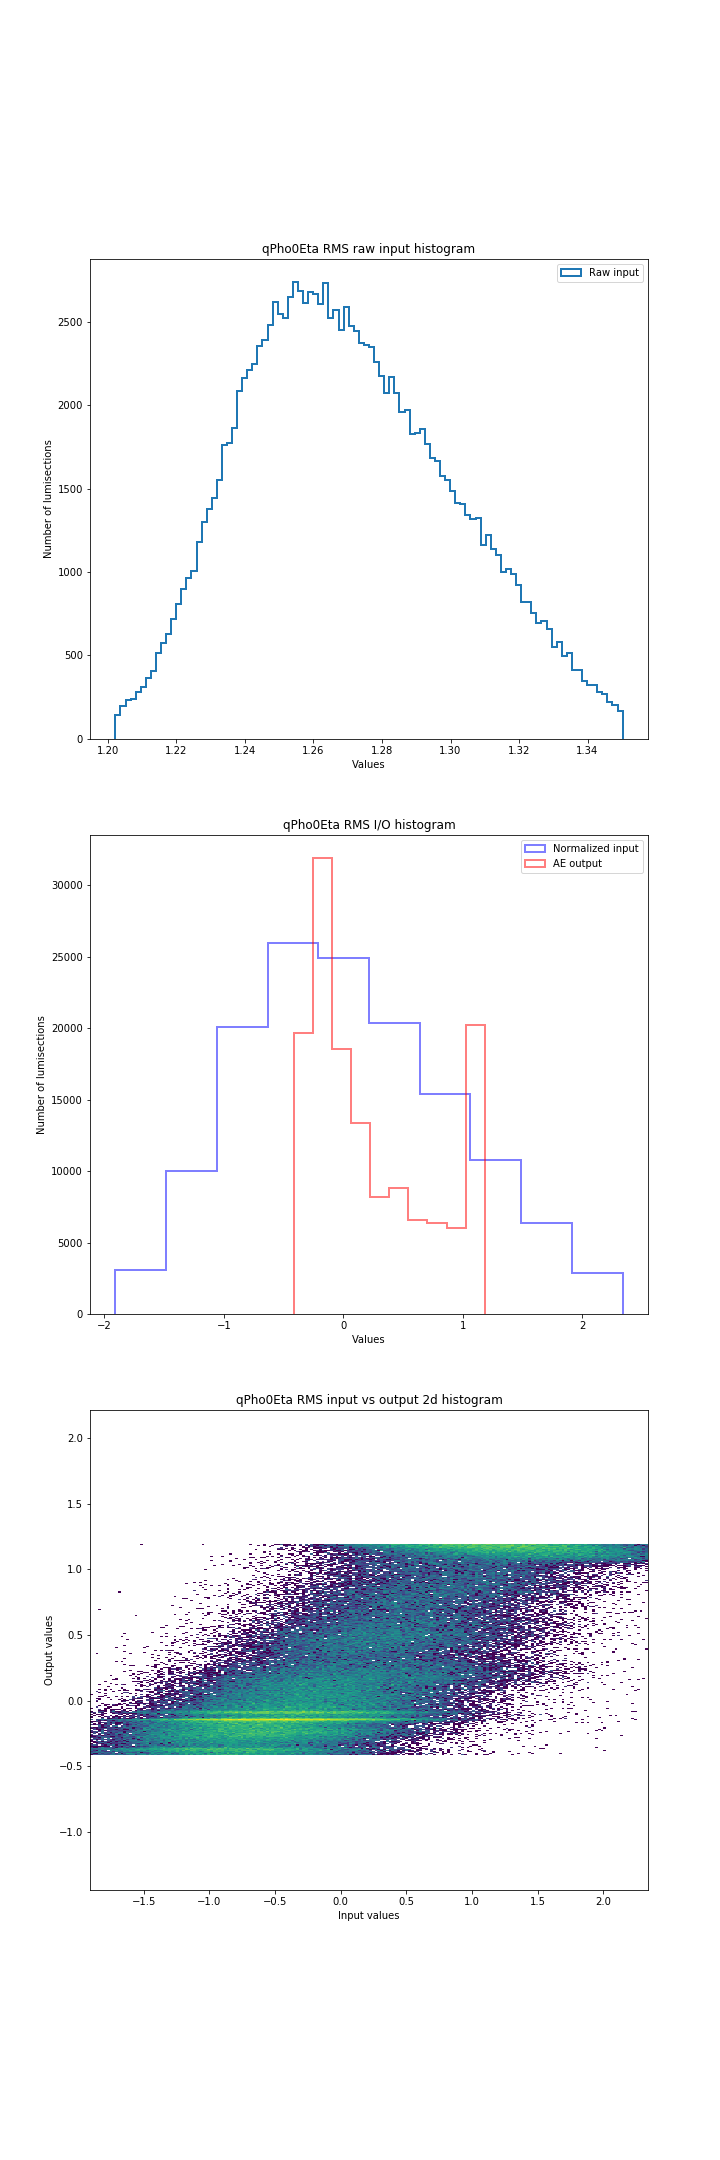 qPho0Eta RMS raw input histogram
Raw input
2500
2000
1500
1000
500
0
Number of lumisections
1.20 1.22 1.24 1.26 1.28 1.30 1.32 1.34
Values
qPho0Eta RMS I/O histogram
Normalized input
AE output
30000
25000
20000
15000
10000
5000
0
Number of lumisections
−2 −1 0 1 2
Values
qPho0Eta RMS input vs output 2d histogram
2.0
1.5
1.0
0.5
0.0
−0.5
−1.0
Output values
−1.5 −1.0 −0.5 0.0 0.5 1.0 1.5 2.0
Input values